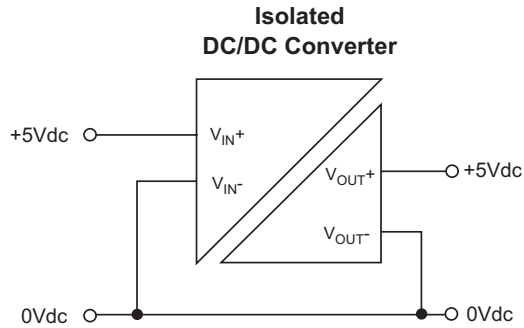 Isolated
DC/DC Converter
+5Vdc
VIN+
VIN-
VOUT+
+5Vdc
VOUT-
0Vdc
0Vdc